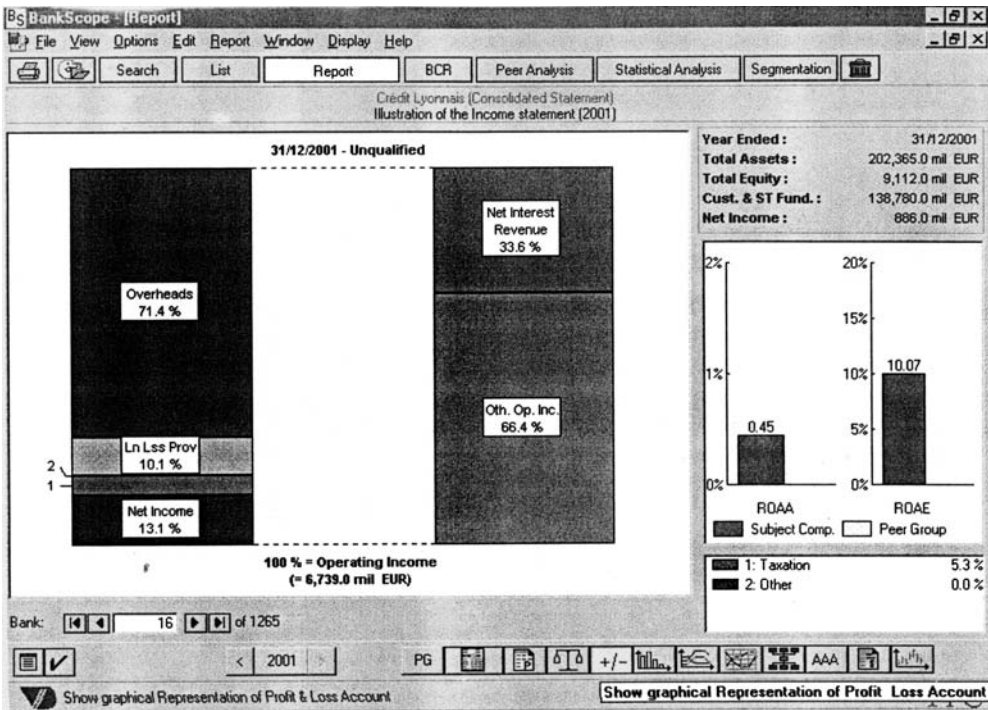 BS BankScope - [Report]
File View Options Edit Report Window Display Help
Search List Report BCR Peer Analysis Statistical Analysis Segmentation
Crédit Lyonnais (Consolidated Statement)
Illustration of the Income statement (2001)
31/12/2001 - Unqualified
Overheads
71.4 %
Ln Lss Prov
10.1 %
2
1
Net Income
13.1 %
Net Interest
Revenue
33.6 %
Oth. Op. Inc.
66.4 %
100 % = Operating Income
(= 6,739.0 mil EUR)
Year Ended : 31/12/2001
Total Assets : 202,365.0 mil EUR
Total Equity : 9,112.0 mil EUR
Cust. & ST Fund. : 138,780.0 mil EUR
Net Income : 886.0 mil EUR
2% 20%
15%
1% 10% 10.07
0.45 5%
0% 0%
ROAA ROAE
Subject Comp. Peer Group
1: Taxation 5.3 %
2: Other 0.0 %
Bank: 16 of 1265
< 2001 > PG +/- AAA
Show graphical Representation of Profit & Loss Account
Show graphical Representation of Profit Loss Account